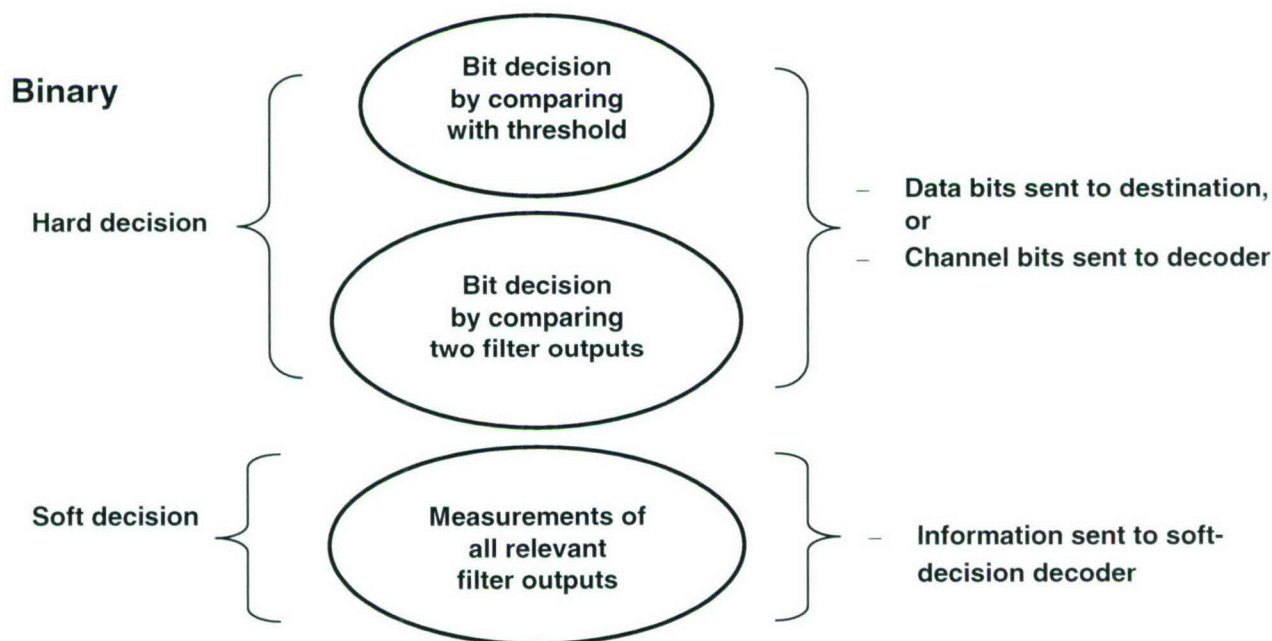 Binary
Bit decision
by comparing
with threshold
Hard decision
Bit decision
by comparing
two filter outputs
– Data bits sent to destination,
or
– Channel bits sent to decoder
Soft decision
Measurements of
all relevant
filter outputs
– Information sent to soft-
decision decoder